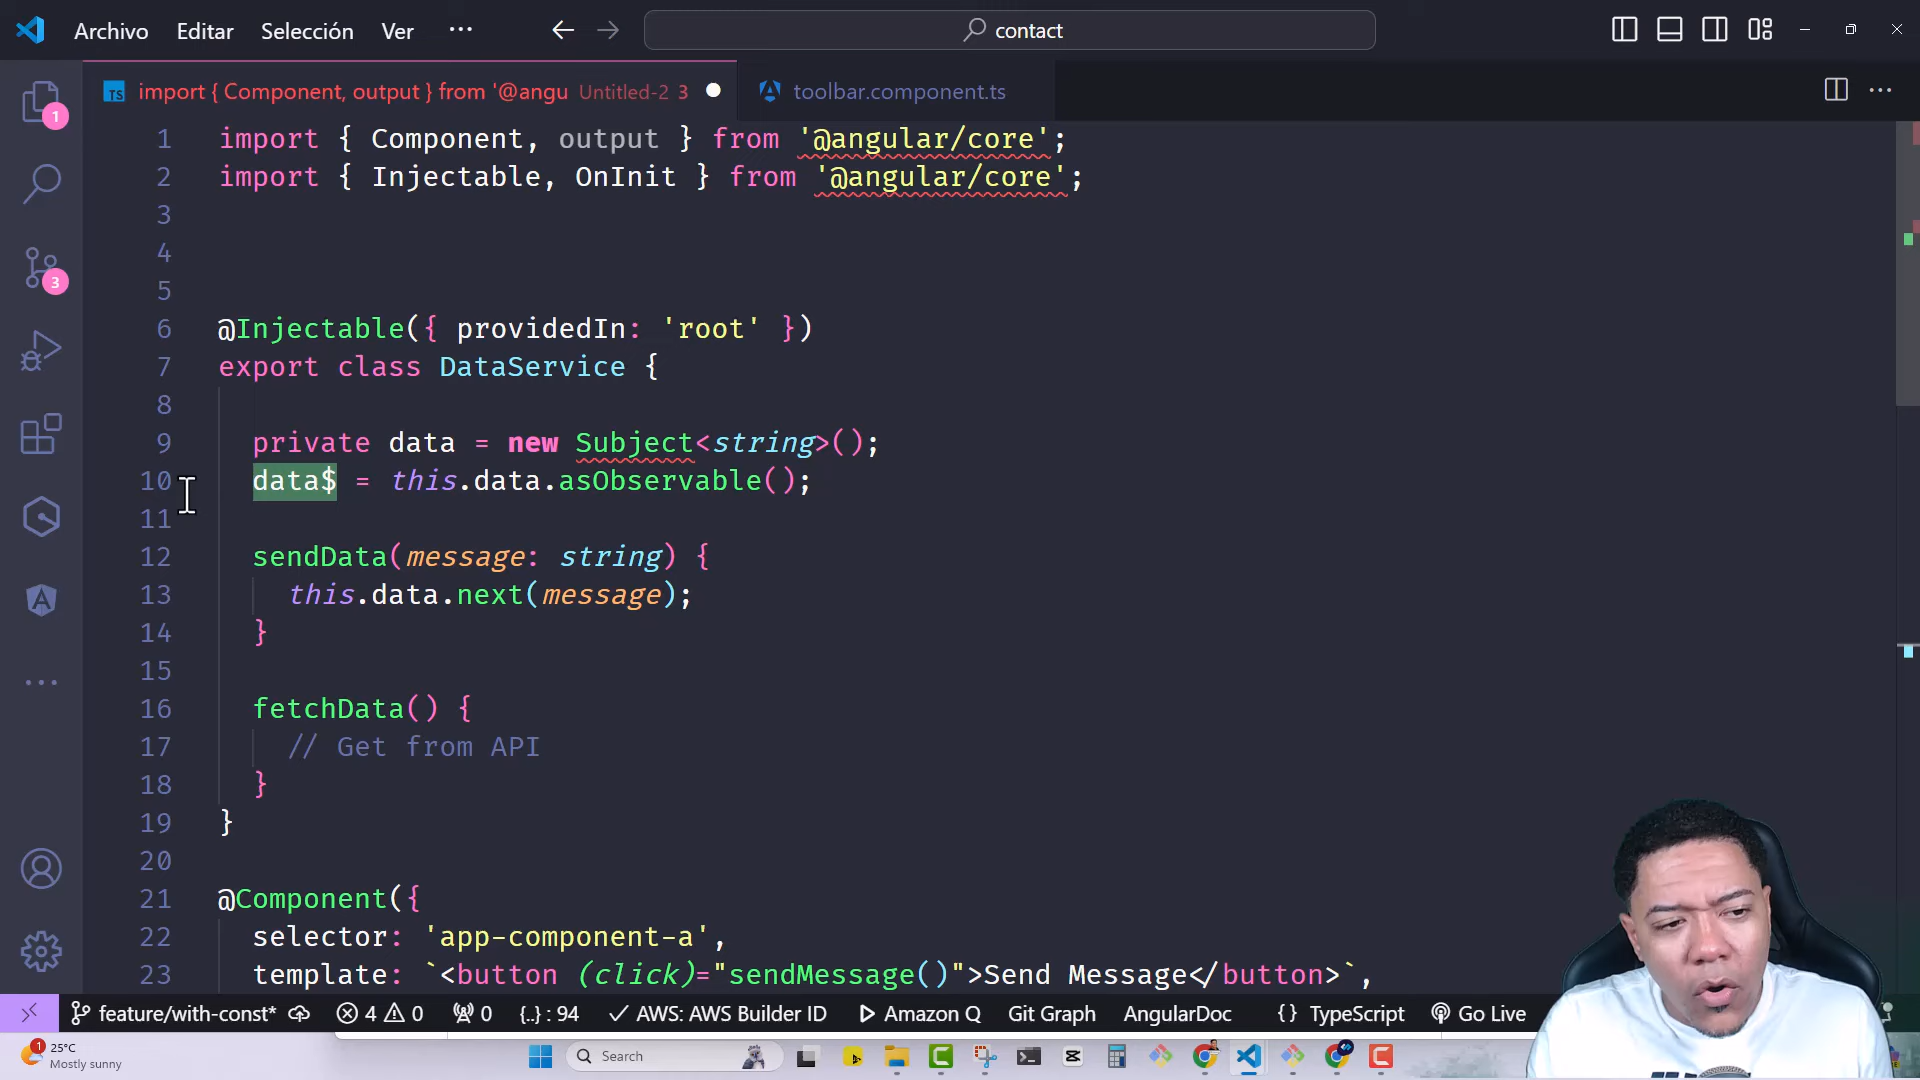 Archivo Editar Selección Ver ···
contact
import { Component, output } from '@angu Untitled-2 3
toolbar.component.ts
1 import { Component, output } from '@angular/core';
2 import { Injectable, OnInit } from '@angular/core';
3
4
5
6 @Injectable({ providedIn: 'root' })
7 export class DataService {
8
9 private data = new Subject<string>();
10 data$ = this.data.asObservable();
11
12 sendData(message: string) {
13 this.data.next(message);
14 }
15
16 fetchData() {
17 // Get from API
18 }
19 }
20
21 @Component({
22 selector: 'app-component-a',
23 template: `<button (click)="sendMessage()">Send Message</button>`,
1
3
feature/with-const* 4 0 0 {..} : 94 AWS: AWS Builder ID Amazon Q Git Graph AngularDoc {} TypeScript Go Live
1
25°C
Mostly sunny
Search